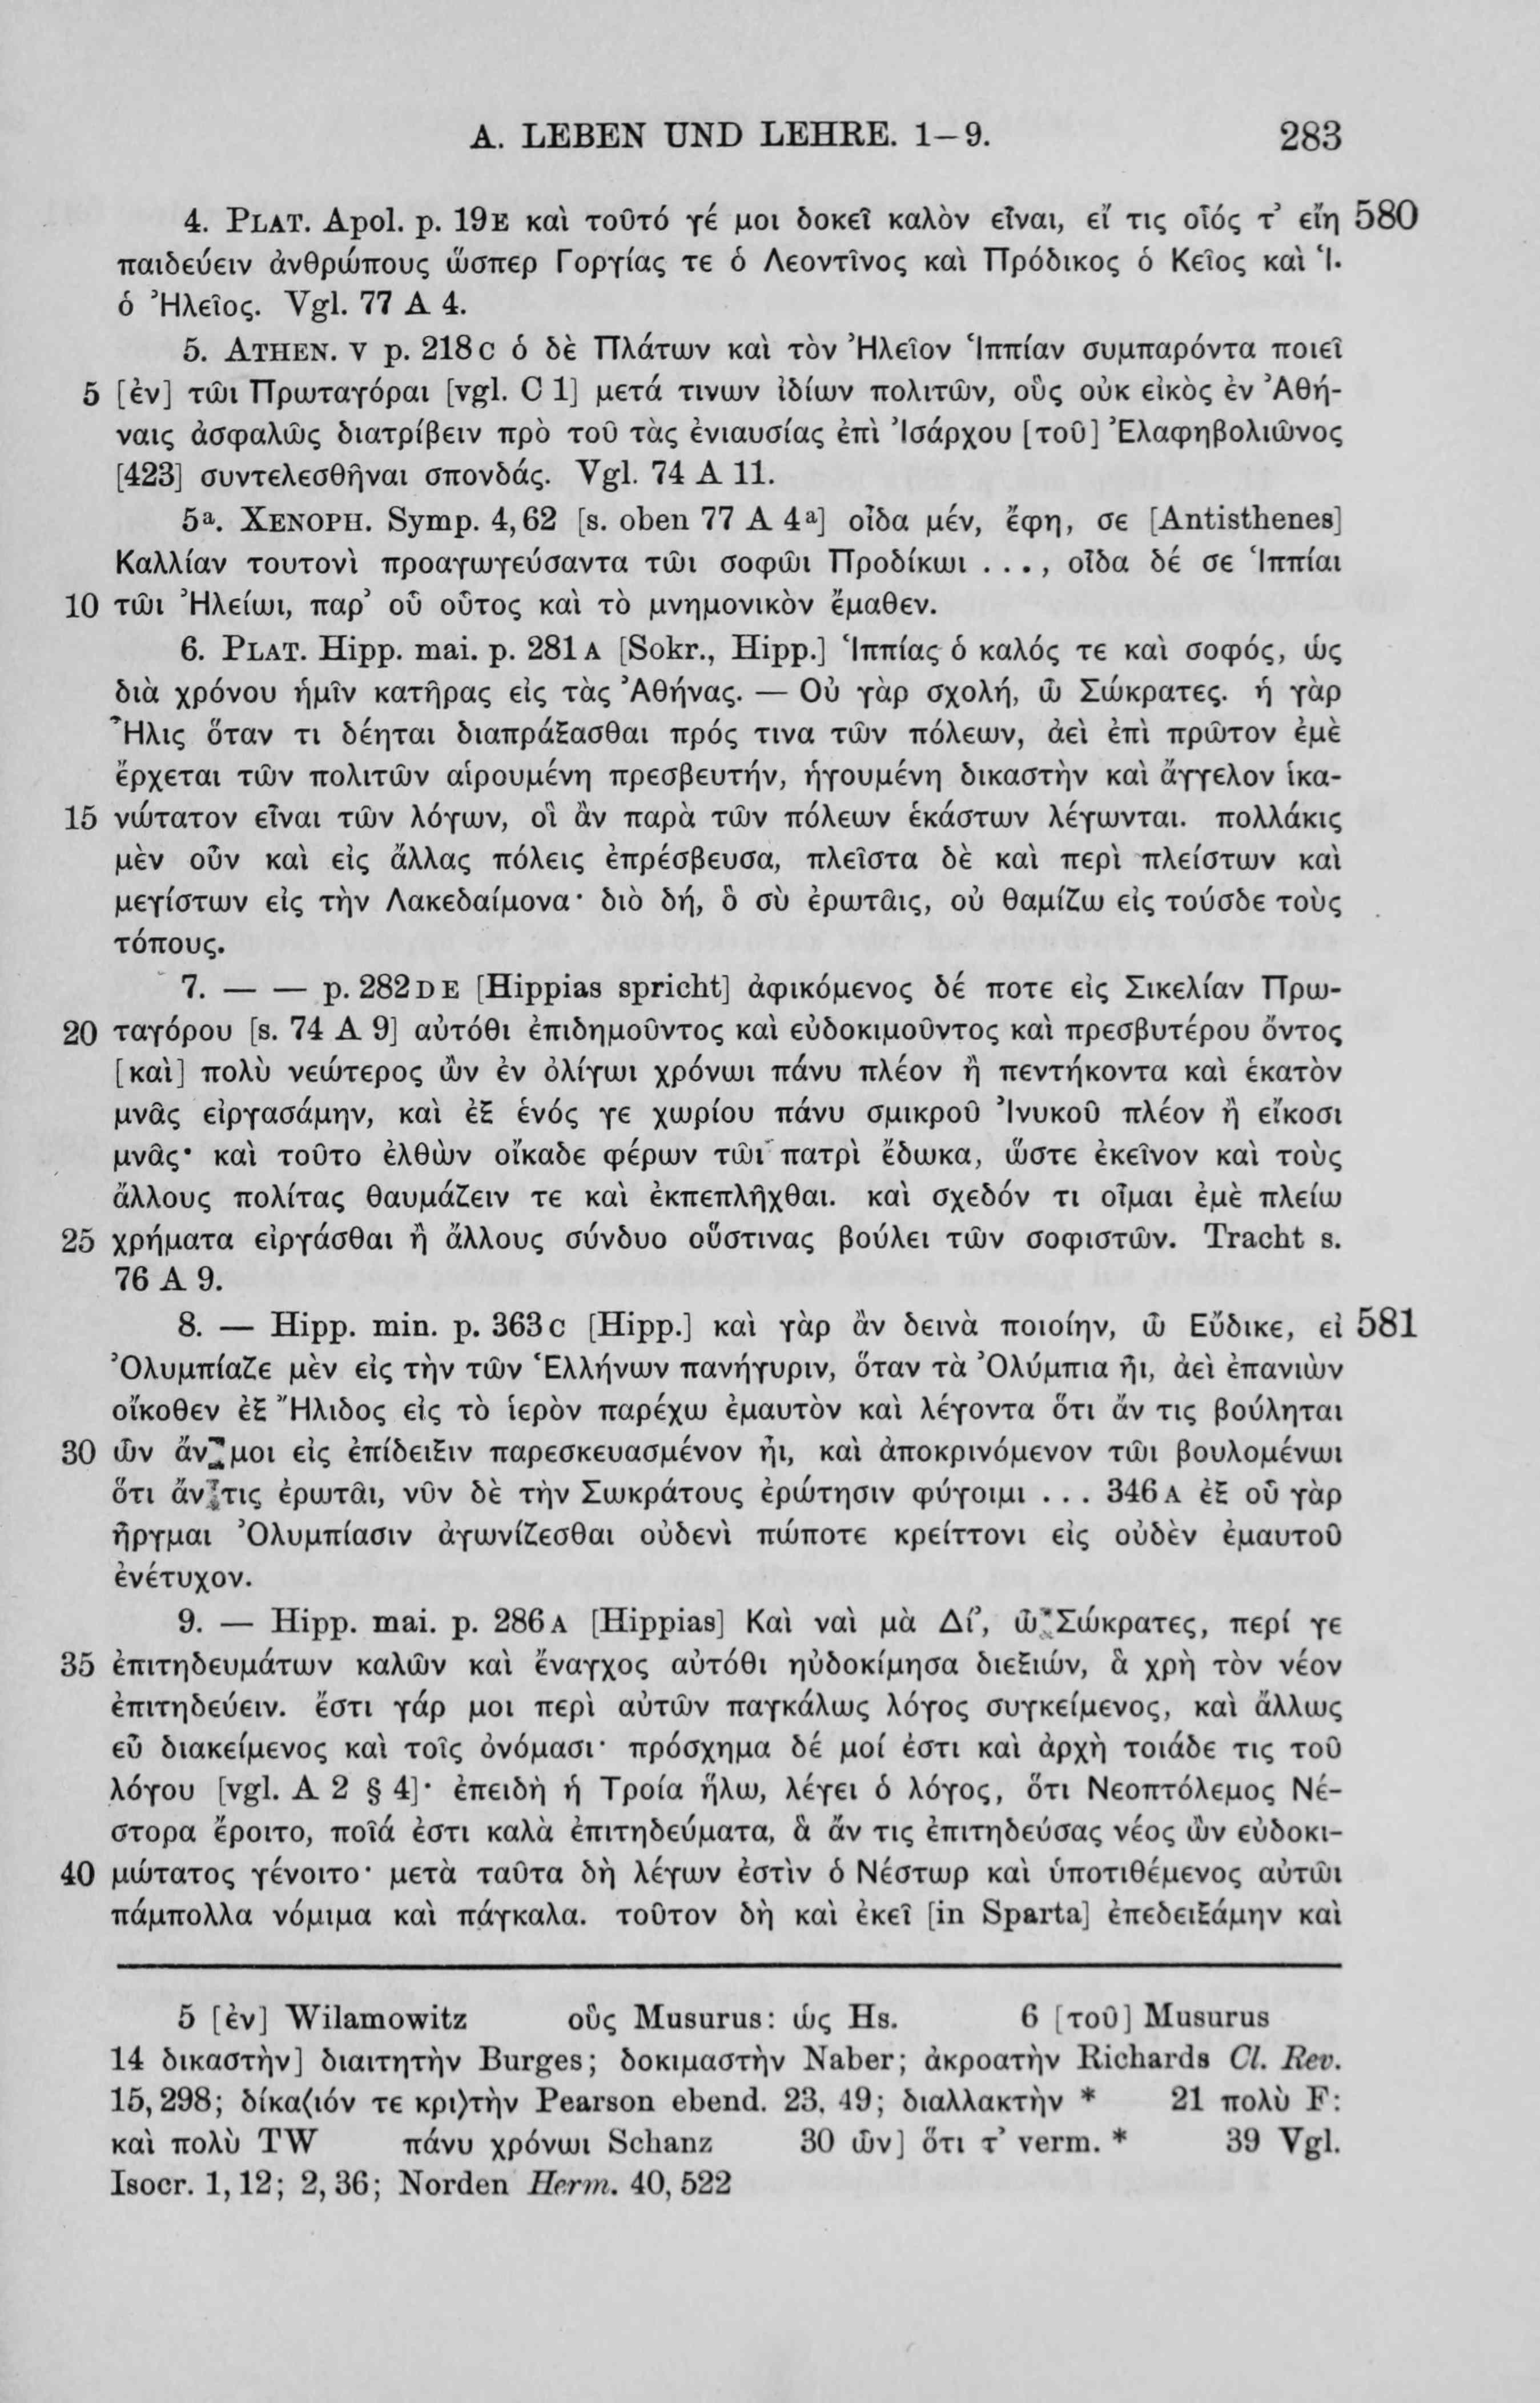 A. LEBEN UND LEHRE. 1–9. 283
4. PLAT. Apol. p. 19E καὶ τοῦτό γέ μοι δοκεῖ καλὸν εἶναι, εἴ τις οἷός τ’ εἴη 580
παιδεύειν ἀνθρώπους ὥσπερ Γοργίας τε ὁ Λεοντῖνος καὶ Πρόδικος ὁ Κεῖος καὶ Ἱ.
ὁ Ἠλεῖος. Vgl. 77 A 4.
5. ATHEN. V p. 218C ὁ δὲ Πλάτων καὶ τὸν Ἠλεῖον Ἱππίαν συμπαρόντα ποιεῖ
5 [ἐν] τῶι Πρωταγόραι [vgl. C 1] μετά τινων ἰδίων πολιτῶν, οὓς οὐκ εἰκὸς ἐν Ἀθή-
ναις ἀσφαλῶς διατρίβειν πρὸ τοῦ τὰς ἐνιαυσίας ἐπὶ Ἰσάρχου [τοῦ] Ἐλαφηβολιῶνος
[423] συντελεσθῆναι σπονδάς. Vgl. 74 A 11.
5ª. XENOPH. Symp. 4,62 [s. oben 77 A 4ª] οἶδα μέν, ἔφη, σε [Antisthenes]
Καλλίαν τουτονὶ προαγωγεύσαντα τῶι σοφῶι Προδίκωι . . ., οἶδα δέ σε Ἱππίαι
10 τῶι Ἠλείωι, παρ’ οὗ οὗτος καὶ τὸ μνημονικὸν ἔμαθεν.
6. PLAT. Hipp. mai. p. 281A [Sokr., Hipp.] Ἱππίας ὁ καλός τε καὶ σοφός, ὡς
διὰ χρόνου ἡμῖν κατῆρας εἰς τὰς Ἀθήνας. — Οὐ γὰρ σχολή, ὦ Σώκρατες. ἡ γὰρ
Ἦλις ὅταν τι δέηται διαπράξασθαι πρός τινα τῶν πόλεων, ἀεὶ ἐπὶ πρῶτον ἐμὲ
ἔρχεται τῶν πολιτῶν αἱρουμένη πρεσβευτήν, ἡγουμένη δικαστὴν καὶ ἄγγελον ἱκα-
15 νώτατον εἶναι τῶν λόγων, οἳ ἂν παρὰ τῶν πόλεων ἑκάστων λέγωνται. πολλάκις
μὲν οὖν καὶ εἰς ἄλλας πόλεις ἐπρέσβευσα, πλεῖστα δὲ καὶ περὶ πλείστων καὶ
μεγίστων εἰς τὴν Λακεδαίμονα· διὸ δή, ὃ σὺ ἐρωτᾶις, οὐ θαμίζω εἰς τούσδε τοὺς
τόπους.
7. — — p. 282DE [Hippias spricht] ἀφικόμενος δέ ποτε εἰς Σικελίαν Πρω-
20 ταγόρου [s. 74 A 9] αὐτόθι ἐπιδημοῦντος καὶ εὐδοκιμοῦντος καὶ πρεσβυτέρου ὄντος
[καὶ] πολὺ νεώτερος ὢν ἐν ὀλίγωι χρόνωι πάνυ πλέον ἢ πεντήκοντα καὶ ἑκατὸν
μνᾶς εἰργασάμην, καὶ ἐξ ἑνός γε χωρίου πάνυ σμικροῦ Ἰνυκοῦ πλέον ἢ εἴκοσι
μνᾶς· καὶ τοῦτο ἐλθὼν οἴκαδε φέρων τῶι πατρὶ ἔδωκα, ὥστε ἐκεῖνον καὶ τοὺς
ἄλλους πολίτας θαυμάζειν τε καὶ ἐκπεπλῆχθαι. καὶ σχεδόν τι οἶμαι ἐμὲ πλείω
25 χρήματα εἰργάσθαι ἢ ἄλλους σύνδυο οὕστινας βούλει τῶν σοφιστῶν. Tracht s.
76 A 9.
8. — Hipp. min. p. 363C [Hipp.] καὶ γὰρ ἂν δεινὰ ποιοίην, ὦ Εὔδικε, εἰ 581
Ὀλυμπίαζε μὲν εἰς τὴν τῶν Ἑλλήνων πανήγυριν, ὅταν τὰ Ὀλύμπια ἦι, ἀεὶ ἐπανιὼν
οἴκοθεν ἐξ Ἤλιδος εἰς τὸ ἱερὸν παρέχω ἐμαυτὸν καὶ λέγοντα ὅτι ἄν τις βούληται
30 ὧν ἄν μοι εἰς ἐπίδειξιν παρεσκευασμένον ἦι, καὶ ἀποκρινόμενον τῶι βουλομένωι
ὅτι ἄν τις ἐρωτᾶι, νῦν δὲ τὴν Σωκράτους ἐρώτησιν φύγοιμι . . . 346A ἐξ οὗ γὰρ
ἦργμαι Ὀλυμπίασιν ἀγωνίζεσθαι οὐδενὶ πώποτε κρείττονι εἰς οὐδὲν ἐμαυτοῦ
ἐνέτυχον.
9. — Hipp. mai. p. 286A [Hippias] Καὶ ναὶ μὰ Δί’, ὦ Σώκρατες, περί γε
35 ἐπιτηδευμάτων καλῶν καὶ ἔναγχος αὐτόθι ηὐδοκίμησα διεξιών, ἃ χρὴ τὸν νέον
ἐπιτηδεύειν. ἔστι γάρ μοι περὶ αὐτῶν παγκάλως λόγος συγκείμενος, καὶ ἄλλως
εὖ διακείμενος καὶ τοῖς ὀνόμασι· πρόσχημα δέ μοί ἐστι καὶ ἀρχὴ τοιάδε τις τοῦ
λόγου [vgl. A 2 § 4]· ἐπειδὴ ἡ Τροία ἥλω, λέγει ὁ λόγος, ὅτι Νεοπτόλεμος Νέ-
στορα ἔροιτο, ποῖά ἐστι καλὰ ἐπιτηδεύματα, ἃ ἄν τις ἐπιτηδεύσας νέος ὢν εὐδοκι-
40 μώτατος γένοιτο· μετὰ ταῦτα δὴ λέγων ἐστὶν ὁ Νέστωρ καὶ ὑποτιθέμενος αὐτῶι
πάμπολλα νόμιμα καὶ πάγκαλα. τοῦτον δὴ καὶ ἐκεῖ [in Sparta] ἐπεδειξάμην καὶ
5 [ἐν] Wilamowitz οὓς Musurus: ὡς Hs. 6 [τοῦ] Musurus
14 δικαστὴν] διαιτητὴν Burges; δοκιμαστὴν Naber; ἀκροατὴν Richards Cl. Rev.
15,298; δίκα⟨ιόν τε κρι⟩τὴν Pearson ebend. 23. 49; διαλλακτὴν * 21 πολὺ F:
καὶ πολὺ TW πάνυ χρόνωι Schanz 30 ὧν] ὅτι τ’ verm. * 39 Vgl.
Isocr. 1,12; 2,36; Norden Herm. 40,522